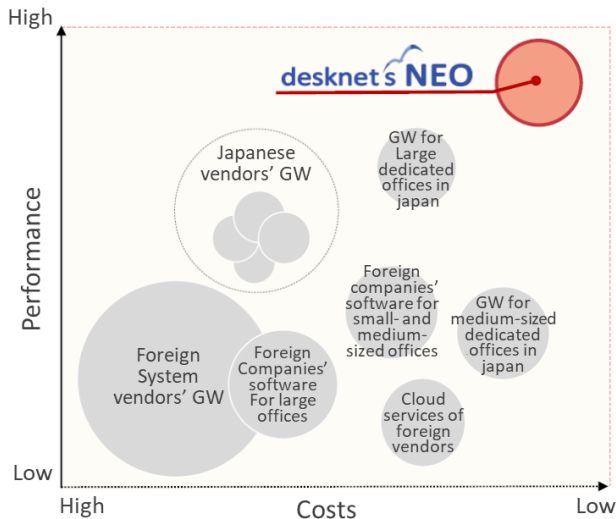 High
desknet's NEO
Japanese
vendors' GW
GW for
Large
dedicated
offices in
japan
Performance
Foreign
companies'
software for
small- and
medium-
sized offices
GW for
medium-sized
dedicated
offices in
japan
Foreign
System
vendors' GW
Foreign
Companies'
software
For large
offices
Cloud
services of
foreign
vendors
Low
High
Costs
Low